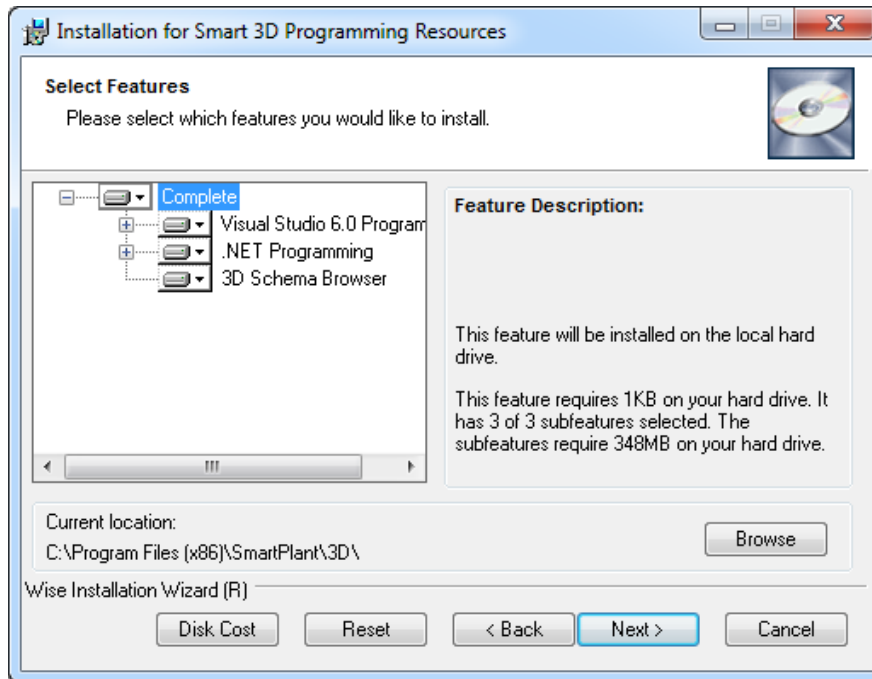 Installation for Smart 3D Programming Resources
Select Features
Please select which features you would like to install.
Complete
Visual Studio 6.0 Program
.NET Programming
3D Schema Browser
Feature Description:
This feature will be installed on the local hard
drive.
This feature requires 1KB on your hard drive. It
has 3 of 3 subfeatures selected. The
subfeatures require 348MB on your hard drive.
Current location:
C:\Program Files (x86)\SmartPlant\3D\
Browse
Wise Installation Wizard (R)
Disk Cost
Reset
< Back
Next >
Cancel